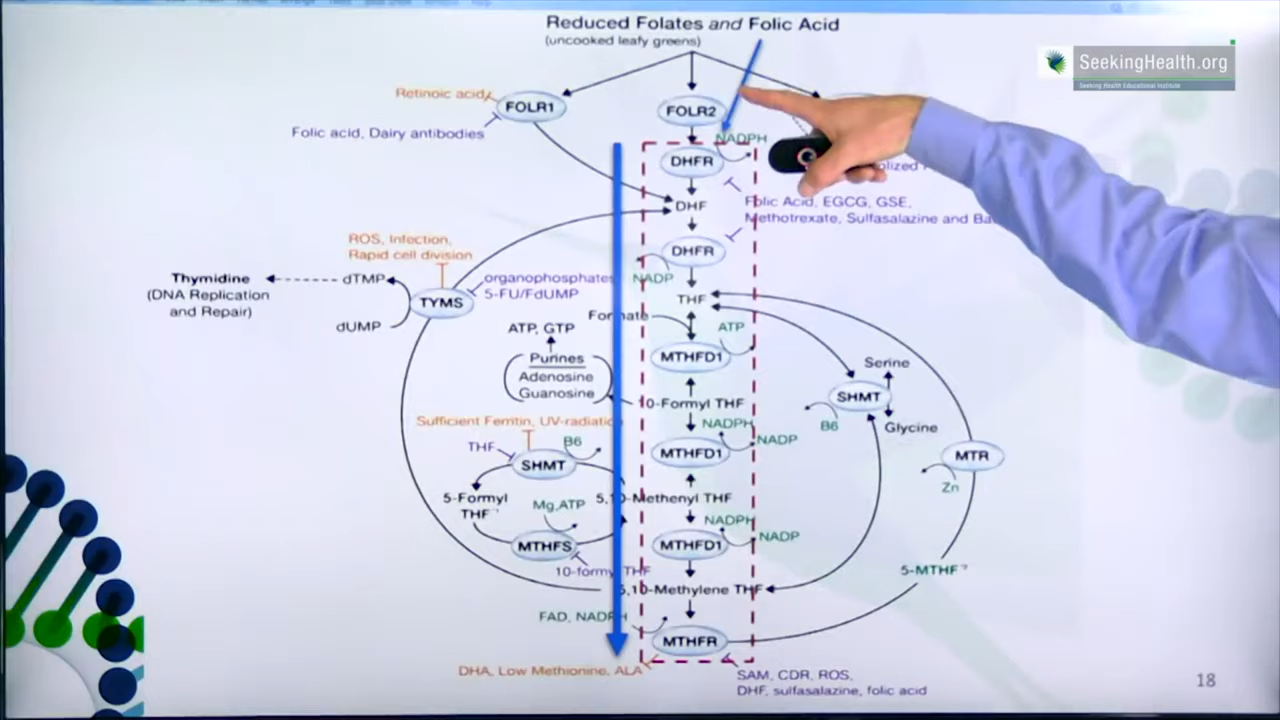 Reduced Folates and Folic Acid
(uncooked leafy greens)
SeekingHealth.org
Seeking Health Educational Institute
Retinoic acid
FOLR1
FOLR2
Folic acid, Dairy antibodies
NADPH
DHFR
Folic Acid, EGCG, GSE,
Methotrexate, Sulfasalazine and
DHF
ROS, Infection,
Rapid cell division
DHFR
Thymidine
(DNA Replication
and Repair)
dTMP
organophosphates
5-FU/FdUMP
NADP
TYMS
THF
dUMP
ATP, GTP
ATP
Purines
Adenosine
Guanosine
MTHFD1
Serine
SHMT
10-Formyl THF
B6
Glycine
Sufficient Ferritin, UV-radiation
NADPH
NADP
THF
B6
MTHFD1
SHMT
MTR
Zn
5-Formyl
THF
Mg,ATP
5,10-Methenyl THF
NADPH
NADP
MTHFS
MTHFD1
10-formyl THF
5-MTHF
5,10-Methylene THF
FAD, NADPH
MTHFR
DHA, Low Methionine, ALA
SAM, CDR, ROS,
DHF, sulfasalazine, folic acid
18